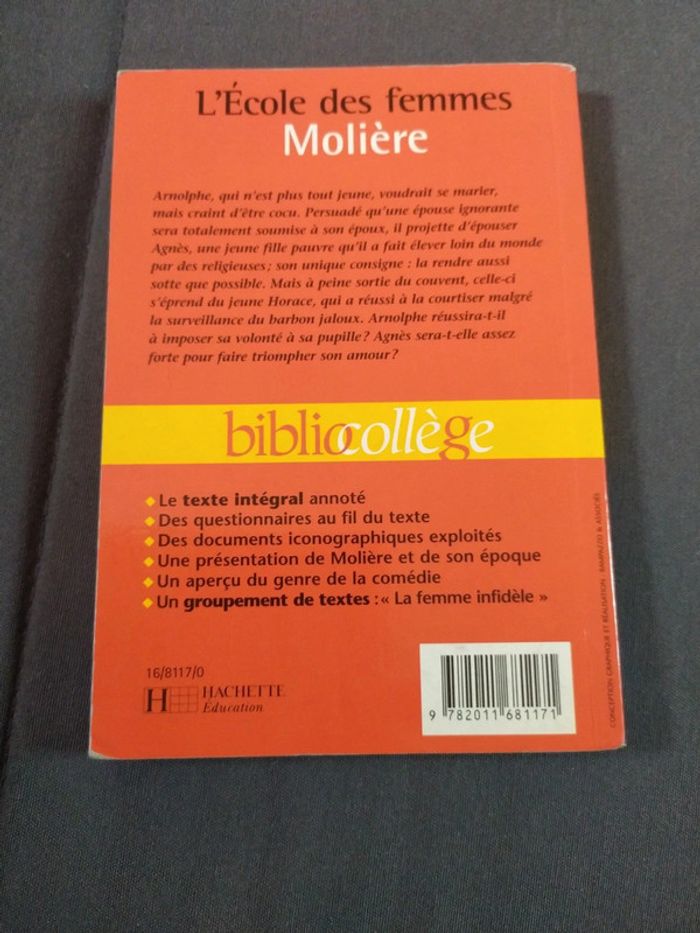 L'École des femmes
Molière
Arnolphe, qui n'est plus tout jeune, voudrait se marier,
mais craint d'être cocu. Persuadé qu'une épouse ignorante
sera totalement soumise à son époux, il projette d'épouser
Agnès, une jeune fille pauvre qu'il a fait élever loin du monde
par des religieuses ; son unique consigne : la rendre aussi
sotte que possible. Mais à peine sortie du couvent, celle-ci
s'éprend du jeune Horace, qui a réussi à la courtiser malgré
la surveillance du barbon jaloux. Arnolphe réussira-t-il
à imposer sa volonté à sa pupille ? Agnès sera-t-elle assez
forte pour faire triompher son amour ?
bibliocollège
Le texte intégral annoté
Des questionnaires au fil du texte
Des documents iconographiques exploités
Une présentation de Molière et de son époque
Un aperçu du genre de la comédie
Un groupement de textes : « La femme infidèle »
16/8117/0
H HACHETTE
Éducation
9 782011 681171
CONCEPTION GRAPHIQUE ET RÉALISATION : RAMPAZZO & ASSOCIÉS